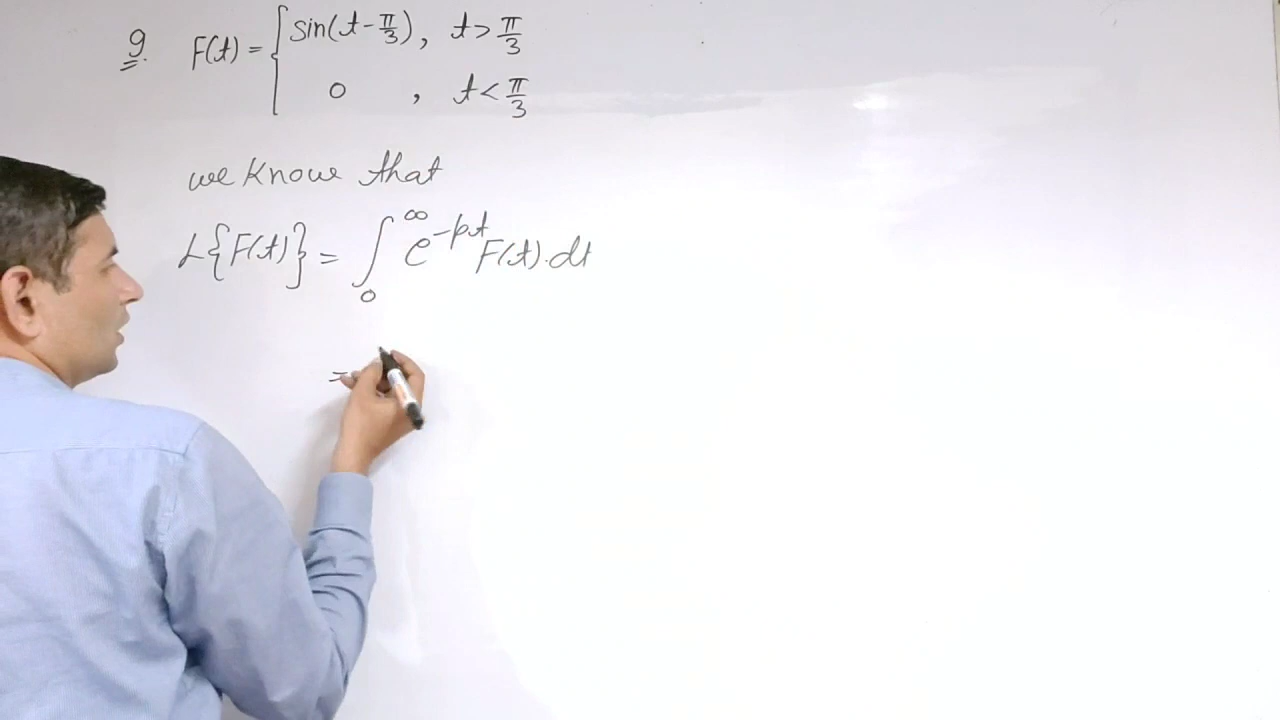 9. F(t) = { sin(t - π/3), t > π/3
0 , t < π/3
we know that
L{F(t)} = ∫₀^∞ e^{-pt} F(t).dt
=